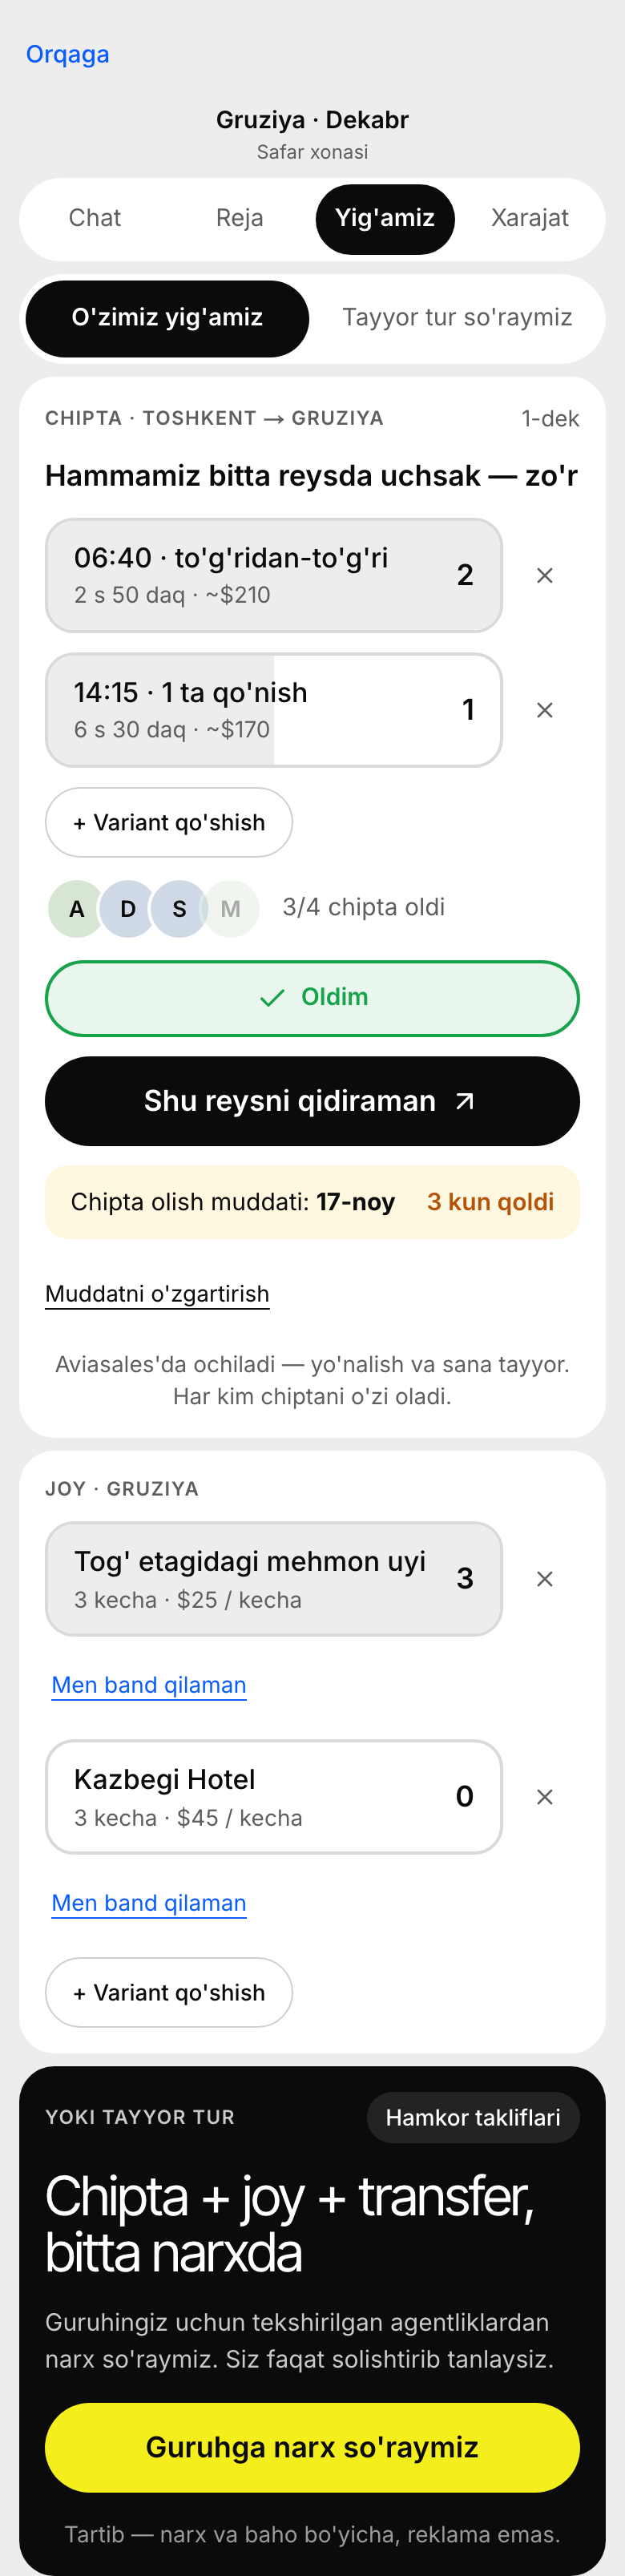 Orqaga
Gruziya · Dekabr
Safar xonasi
Chat Reja Yig'amiz Xarajat
O'zimiz yig'amiz Tayyor tur so'raymiz
CHIPTA · TOSHKENT → GRUZIYA 1-dek
Hammamiz bitta reysda uchsak — zo'r
06:40 · to'g'ridan-to'g'ri
2 s 50 daq · ~$210
2 ×
14:15 · 1 ta qo'nish
6 s 30 daq · ~$170
1 ×
+ Variant qo'shish
A D S M 3/4 chipta oldi
✓ Oldim
Shu reysni qidiraman ↗
Chipta olish muddati: 17-noy 3 kun qoldi
Muddatni o'zgartirish
Aviasales'da ochiladi — yo'nalish va sana tayyor.
Har kim chiptani o'zi oladi.
JOY · GRUZIYA
Tog' etagidagi mehmon uyi
3 kecha · $25 / kecha
3 ×
Men band qilaman
Kazbegi Hotel
3 kecha · $45 / kecha
0 ×
Men band qilaman
+ Variant qo'shish
YOKI TAYYOR TUR Hamkor takliflari
Chipta + joy + transfer,
bitta narxda
Guruhingiz uchun tekshirilgan agentliklardan
narx so'raymiz. Siz faqat solishtirib tanlaysiz.
Guruhga narx so'raymiz
Tartib — narx va baho bo'yicha, reklama emas.